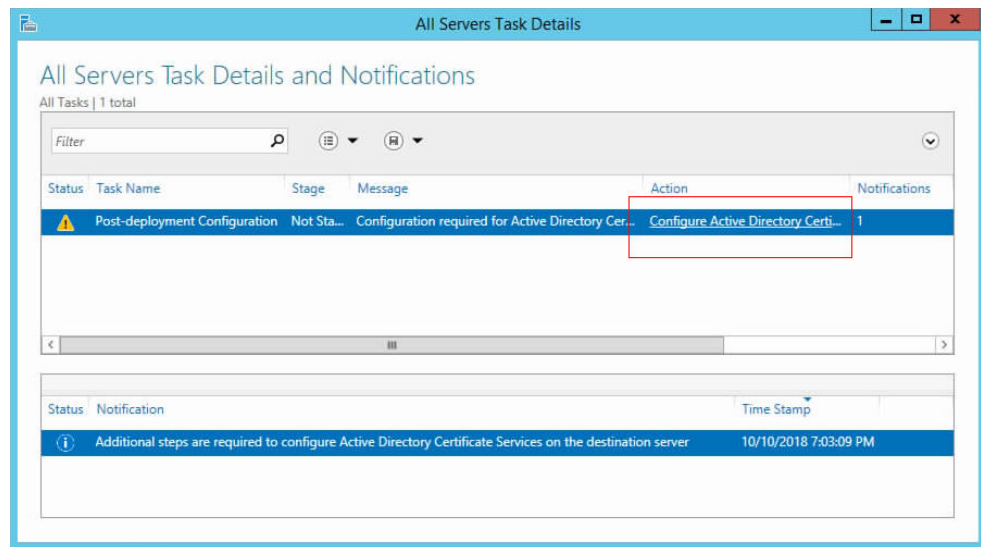 All Servers Task Details
All Servers Task Details and Notifications
All Tasks | 1 total
Filter
Status Task Name Stage Message Action Notifications
Post-deployment Configuration Not Sta... Configuration required for Active Directory Cer... Configure Active Directory Certi... 1
Status Notification Time Stamp
Additional steps are required to configure Active Directory Certificate Services on the destination server 10/10/2018 7:03:09 PM